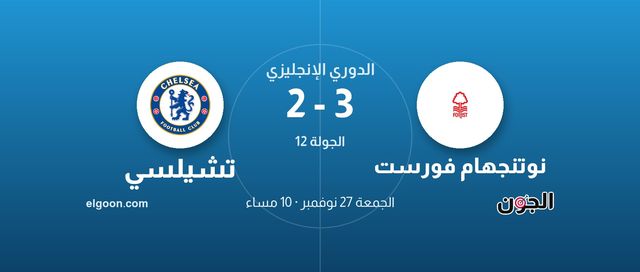 الدوري الإنجليزي
2 - 3
الجولة 12
CHELSEA
FOOTBALL CLUB
FOREST
نوتنجهام فورست
تشيلسي
الجمعة 27 نوفمبر · 10 مساء
الجون
elgoon.com